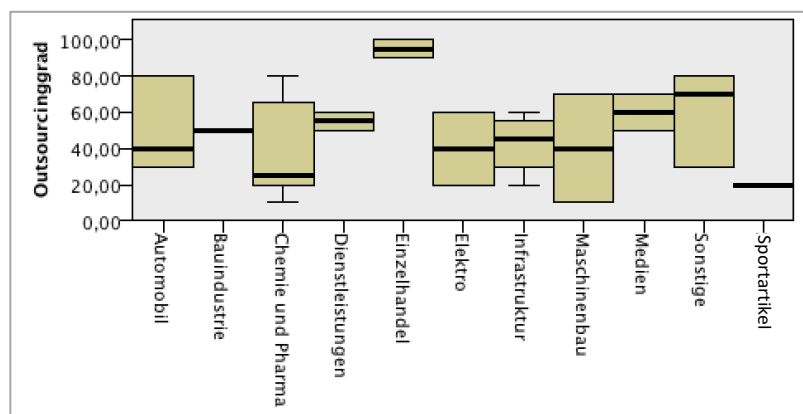 Outsourcinggrad
100,00
80,00
60,00
40,00
20,00
0,00
Automobil
Bauindustrie
Chemie und Pharma
Dienstleistungen
Einzelhandel
Elektro
Infrastruktur
Maschinenbau
Medien
Sonstige
Sportartikel